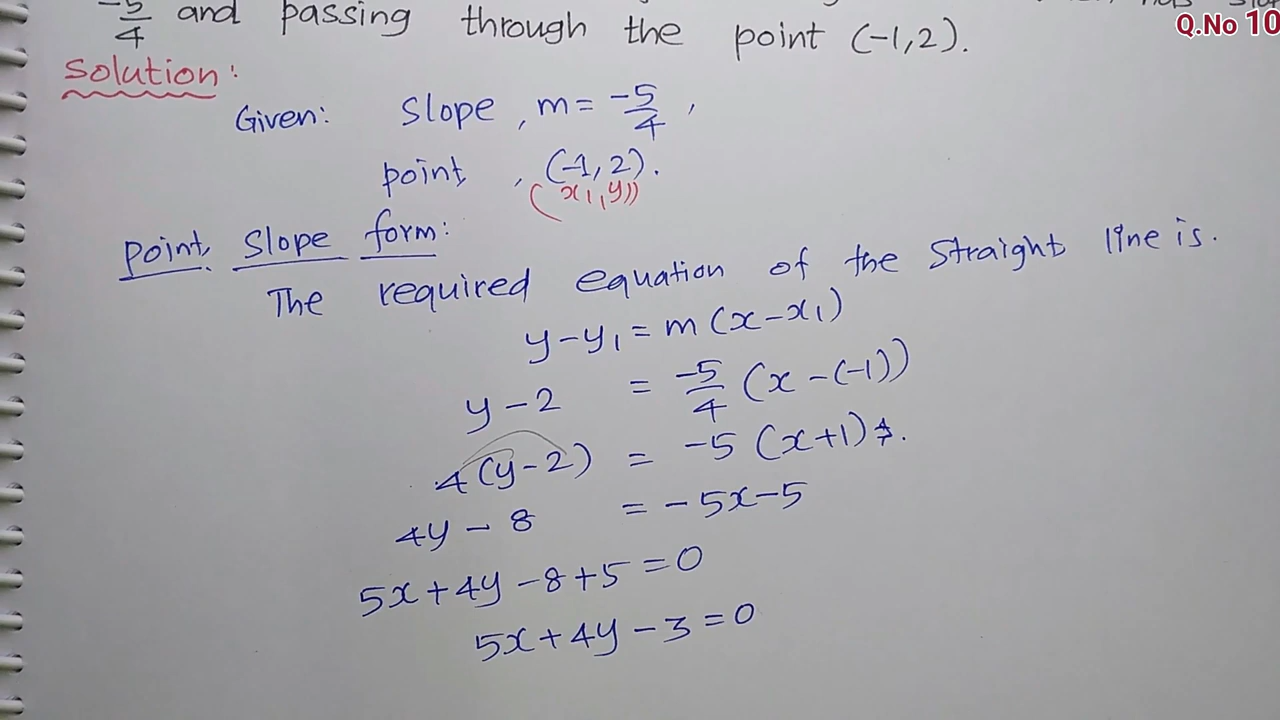 Q.No 10
-5/4 and passing through the point (-1,2).
Solution:
Given: Slope, m = -5/4,
point, (-1,2).
(x₁,y₁)
Point Slope form:
The required equation of the Straight line is.
y-y₁ = m(x-x₁)
y-2 = -5/4 (x-(-1))
4(y-2) = -5(x+1)
4y-8 = -5x-5
5x+4y-8+5=0
5x+4y-3=0